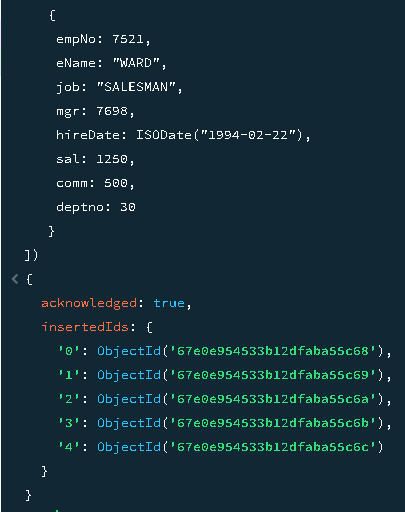 {
empNo: 7521,
eName: "WARD",
job: "SALESMAN",
mgr: 7698,
hireDate: ISODate("1994-02-22"),
sal: 1250,
comm: 500,
deptno: 30
}
])
< {
acknowledged: true,
insertedIds: {
'0': ObjectId('67e0e954533b12dfaba55c68'),
'1': ObjectId('67e0e954533b12dfaba55c69'),
'2': ObjectId('67e0e954533b12dfaba55c6a'),
'3': ObjectId('67e0e954533b12dfaba55c6b'),
'4': ObjectId('67e0e954533b12dfaba55c6c')
}
}